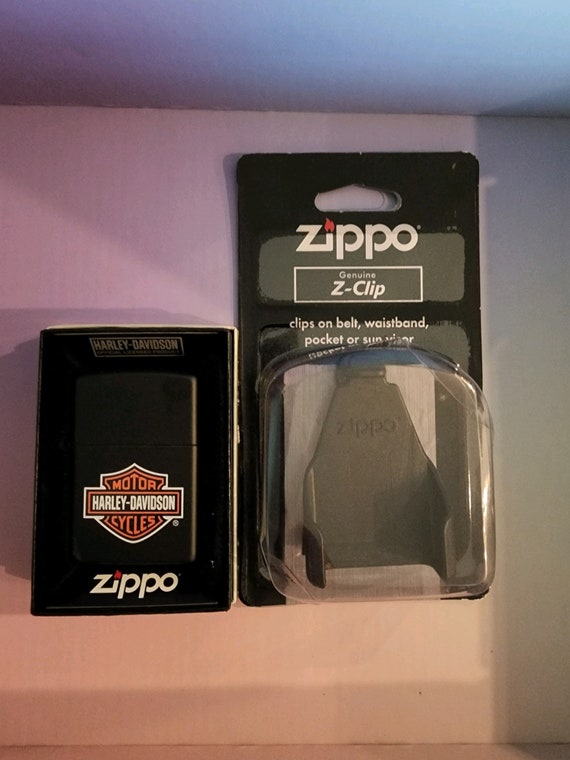 HARLEY-DAVIDSON
OFFICIAL LICENSED PRODUCT
MOTOR
HARLEY-DAVIDSON
CYCLES ®
zippo
zippo®
Genuine
Z-Clip
clips on belt, waistband,
pocket or sun visor
zippo